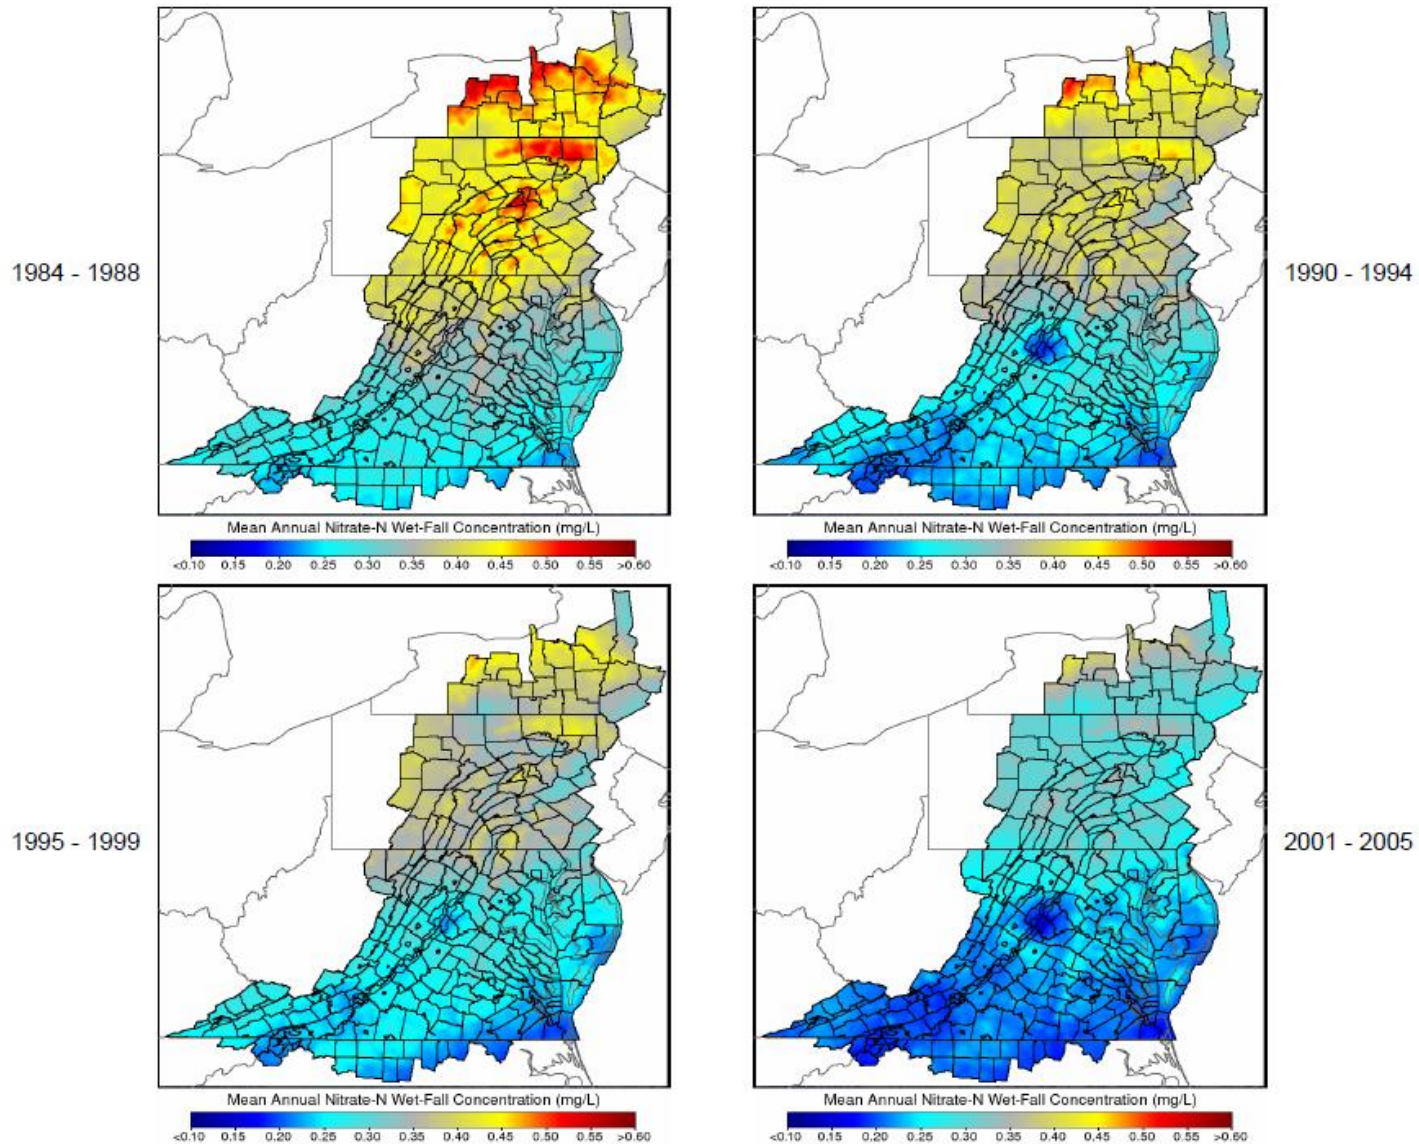 1984 - 1988
1990 - 1994
Mean Annual Nitrate-N Wet-Fall Concentration (mg/L)
<0.10 0.15 0.20 0.25 0.30 0.35 0.40 0.45 0.50 0.55 >0.60
Mean Annual Nitrate-N Wet-Fall Concentration (mg/L)
<0.10 0.15 0.20 0.25 0.30 0.35 0.40 0.45 0.50 0.55 >0.60
1995 - 1999
2001 - 2005
Mean Annual Nitrate-N Wet-Fall Concentration (mg/L)
<0.10 0.15 0.20 0.25 0.30 0.35 0.40 0.45 0.50 0.55 >0.60
Mean Annual Nitrate-N Wet-Fall Concentration (mg/L)
<0.10 0.15 0.20 0.25 0.30 0.35 0.40 0.45 0.50 0.55 >0.60